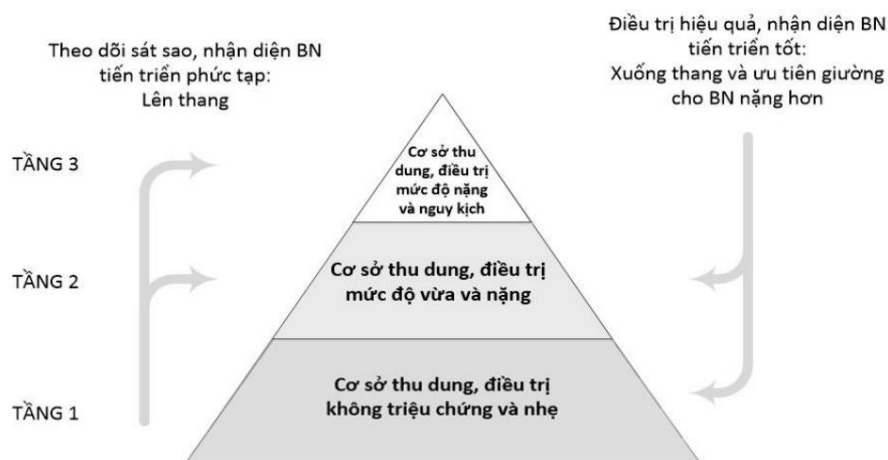 Theo dõi sát sao, nhận diện BN
tiến triển phức tạp:
Lên thang
Điều trị hiệu quả, nhận diện BN
tiến triển tốt:
Xuống thang và ưu tiên giường
cho BN nặng hơn
TẦNG 3
Cơ sở thu
dung, điều trị
mức độ nặng
và nguy kịch
TẦNG 2
Cơ sở thu dung, điều trị
mức độ vừa và nặng
TẦNG 1
Cơ sở thu dung, điều trị
không triệu chứng và nhẹ